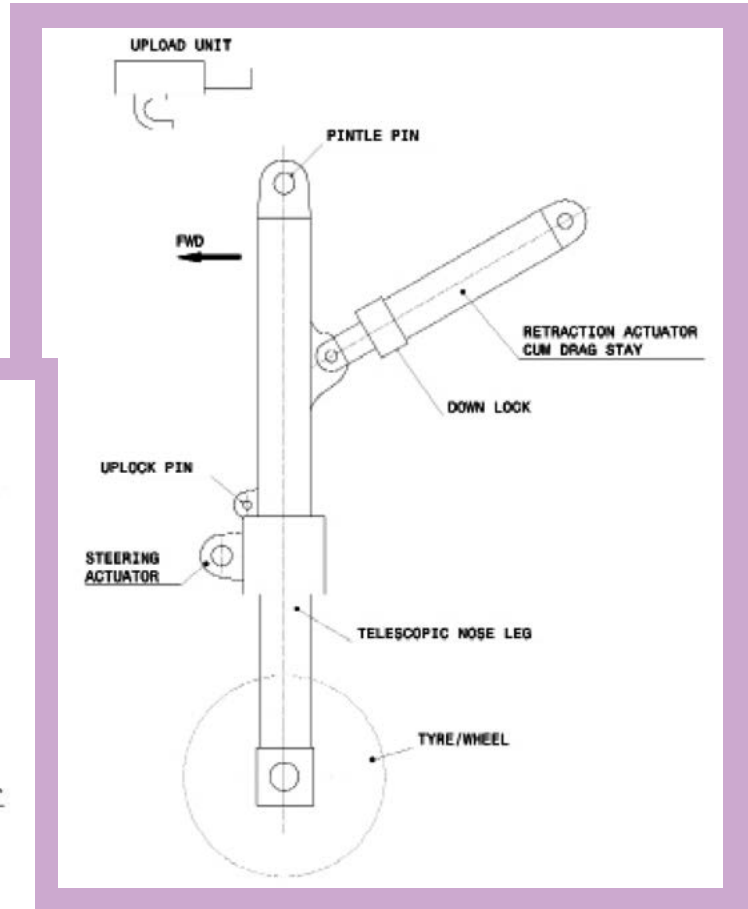 UPLOAD UNIT
PINTLE PIN
FWD
RETRACTION ACTUATOR
CUM DRAG STAY
DOWN LOCK
UPLOCK PIN
STEERING
ACTUATOR
TELESCOPIC NOSE LEG
TYRE/WHEEL